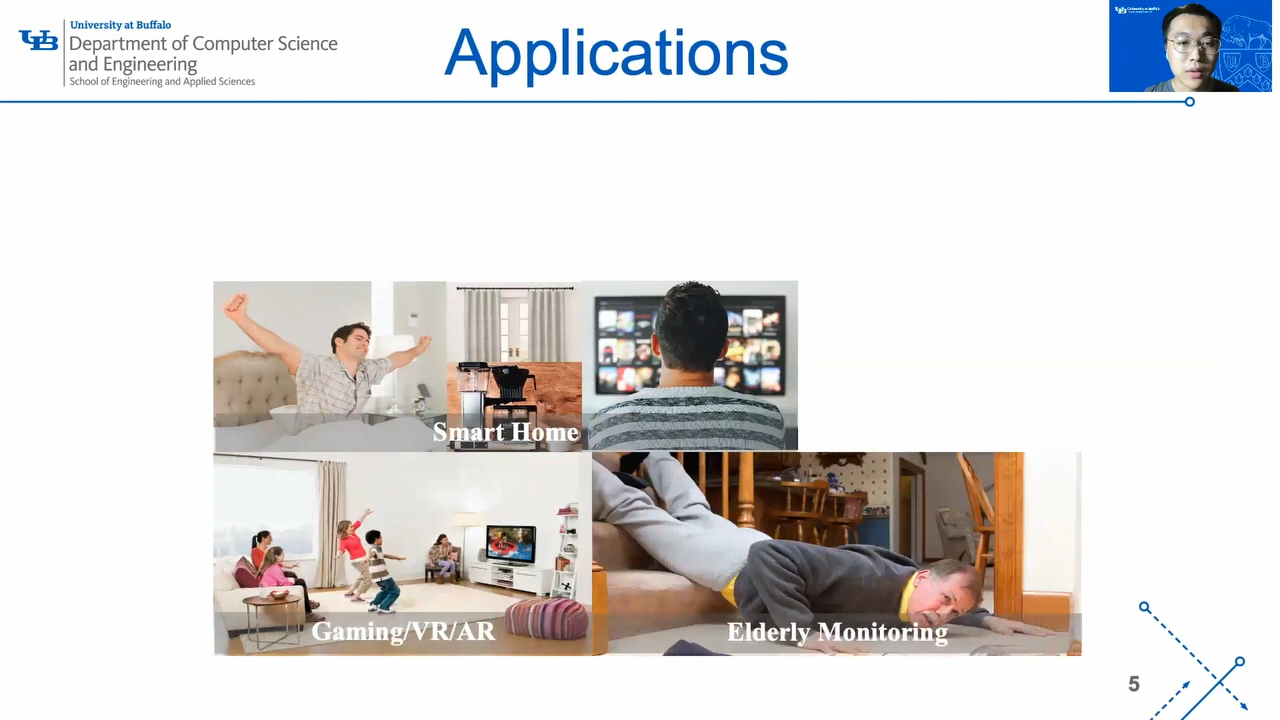 UB
University at Buffalo
Department of Computer Science
and Engineering
School of Engineering and Applied Sciences
Applications
Smart Home
Gaming/VR/AR
Elderly Monitoring
5